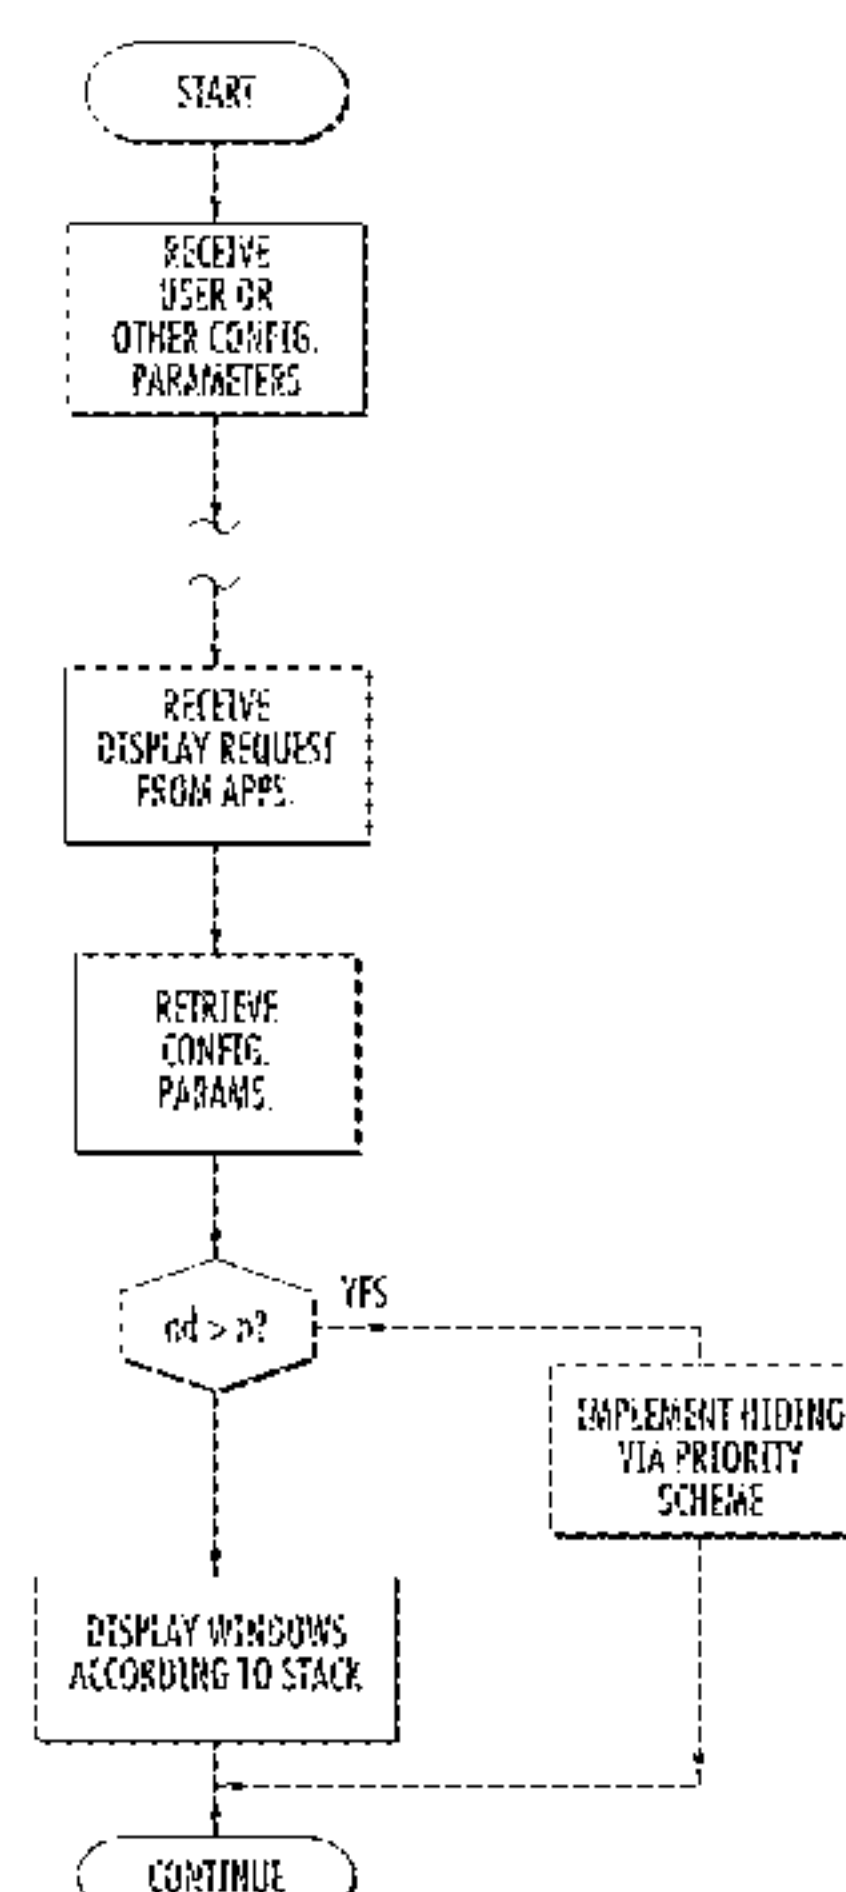 START
RECEIVE
USER OR
OTHER CONFIG.
PARAMETERS
RECEIVE
DISPLAY REQUEST
FROM APPS.
RETRIEVE
CONFIG.
PARAMS.
nd > n?
YES
IMPLEMENT HIDING
VIA PRIORITY
SCHEME
DISPLAY WINDOWS
ACCORDING TO STACK
CONTINUE